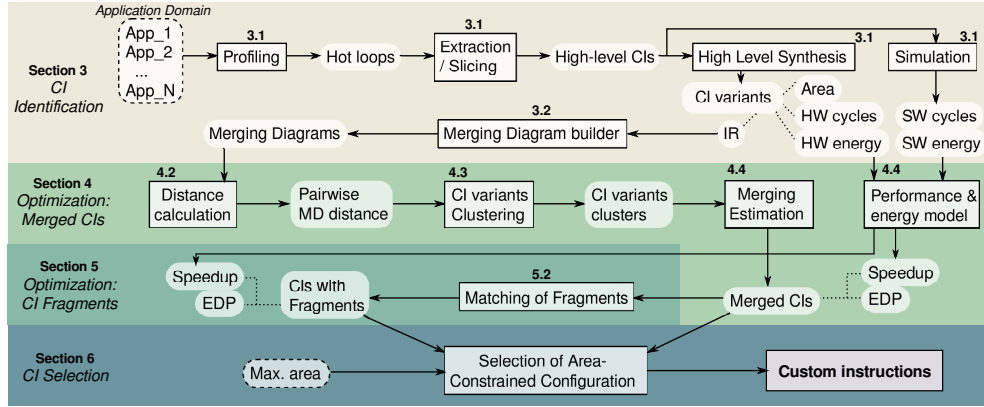 Application Domain
App_1
App_2
...
App_N
Section 3
CI
Identification
3.1
Profiling
Hot loops
3.1
Extraction
/ Slicing
High-level CIs
3.1
High Level Synthesis
3.1
Simulation
CI variants
Area
HW cycles
HW energy
SW cycles
SW energy
IR
3.2
Merging Diagram builder
Merging Diagrams
Section 4
Optimization:
Merged CIs
4.2
Distance
calculation
Pairwise
MD distance
4.3
CI variants
Clustering
CI variants
clusters
4.4
Merging
Estimation
4.4
Performance &
energy model
Section 5
Optimization:
CI Fragments
Speedup
EDP
CIs with
Fragments
5.2
Matching of Fragments
Merged CIs
Speedup
EDP
Section 6
CI Selection
Max. area
Selection of Area-
Constrained Configuration
Custom instructions